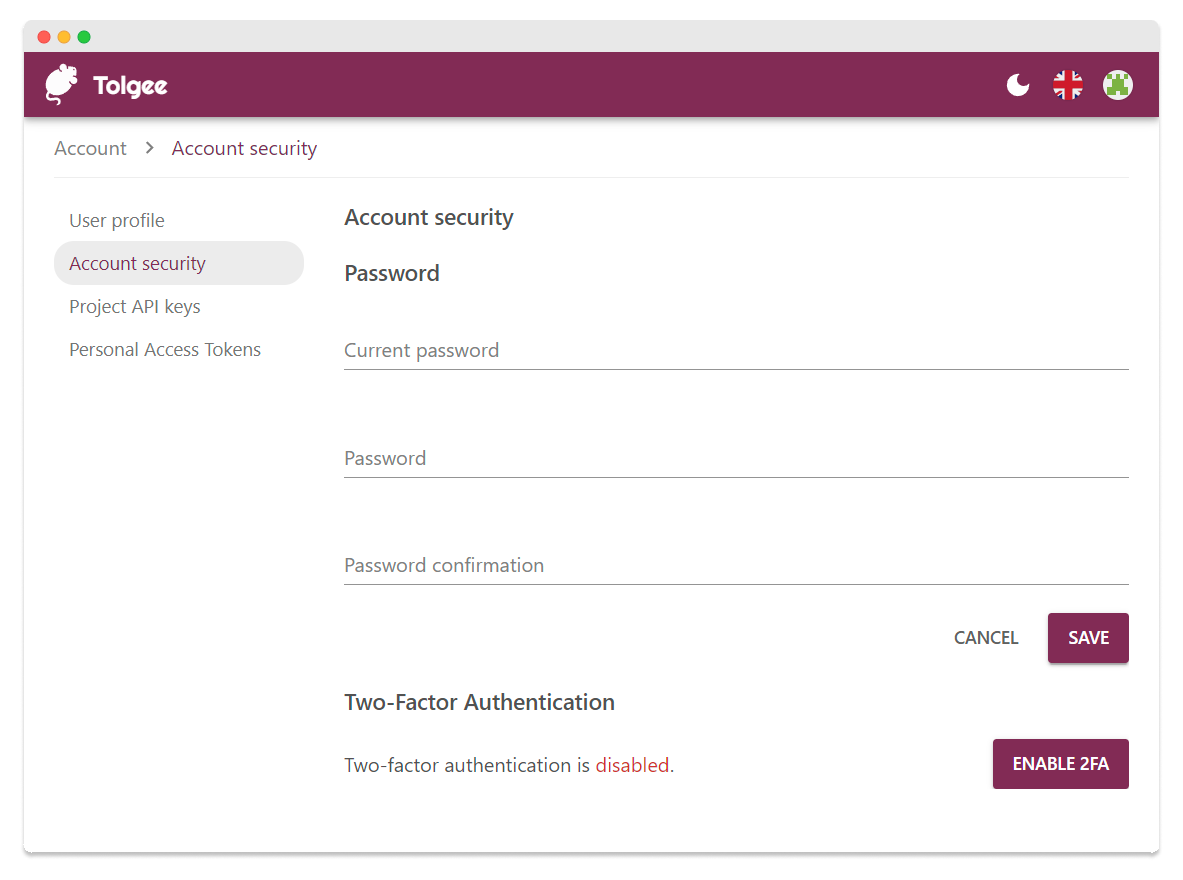 Tolgee
Account > Account security
User profile
Account security
Project API keys
Personal Access Tokens
Account security
Password
Current password
Password
Password confirmation
CANCEL
SAVE
Two-Factor Authentication
Two-factor authentication is disabled.
ENABLE 2FA